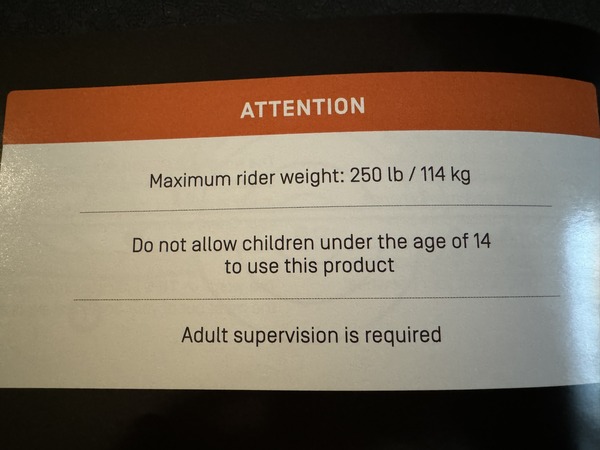 ATTENTION
Maximum rider weight: 250 lb / 114 kg
Do not allow children under the age of 14
to use this product
Adult supervision is required